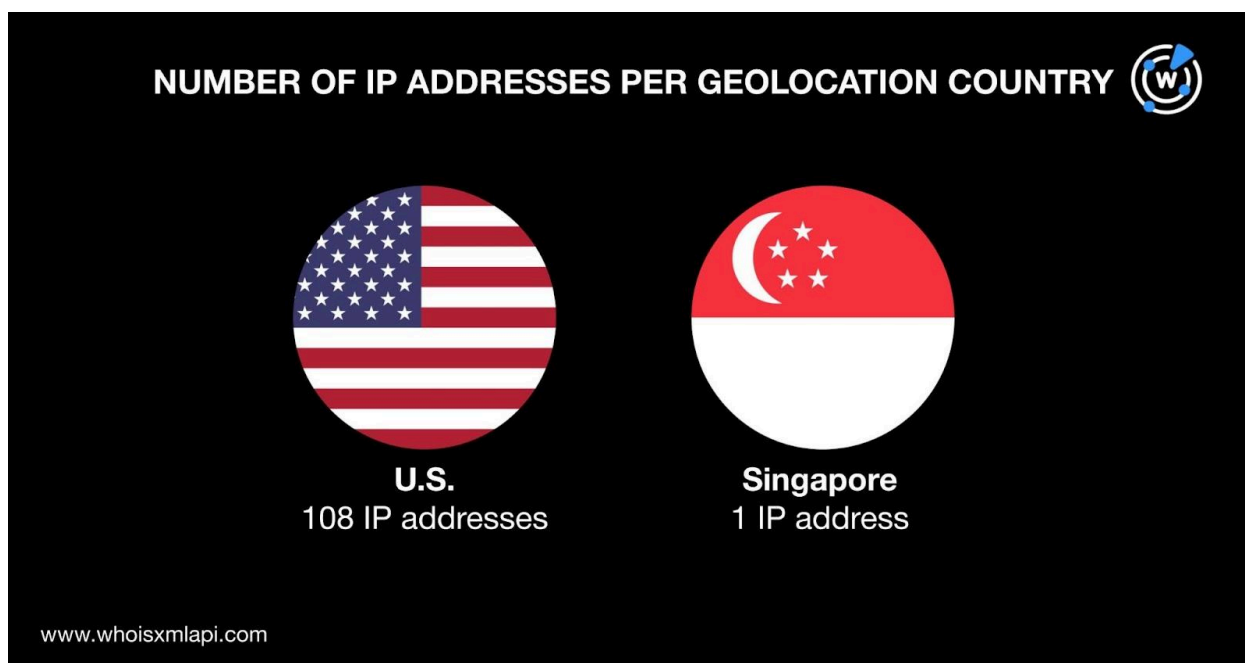 NUMBER OF IP ADDRESSES PER GEOLOCATION COUNTRY
W
U.S.
108 IP addresses
Singapore
1 IP address
www.whoisxmlapi.com